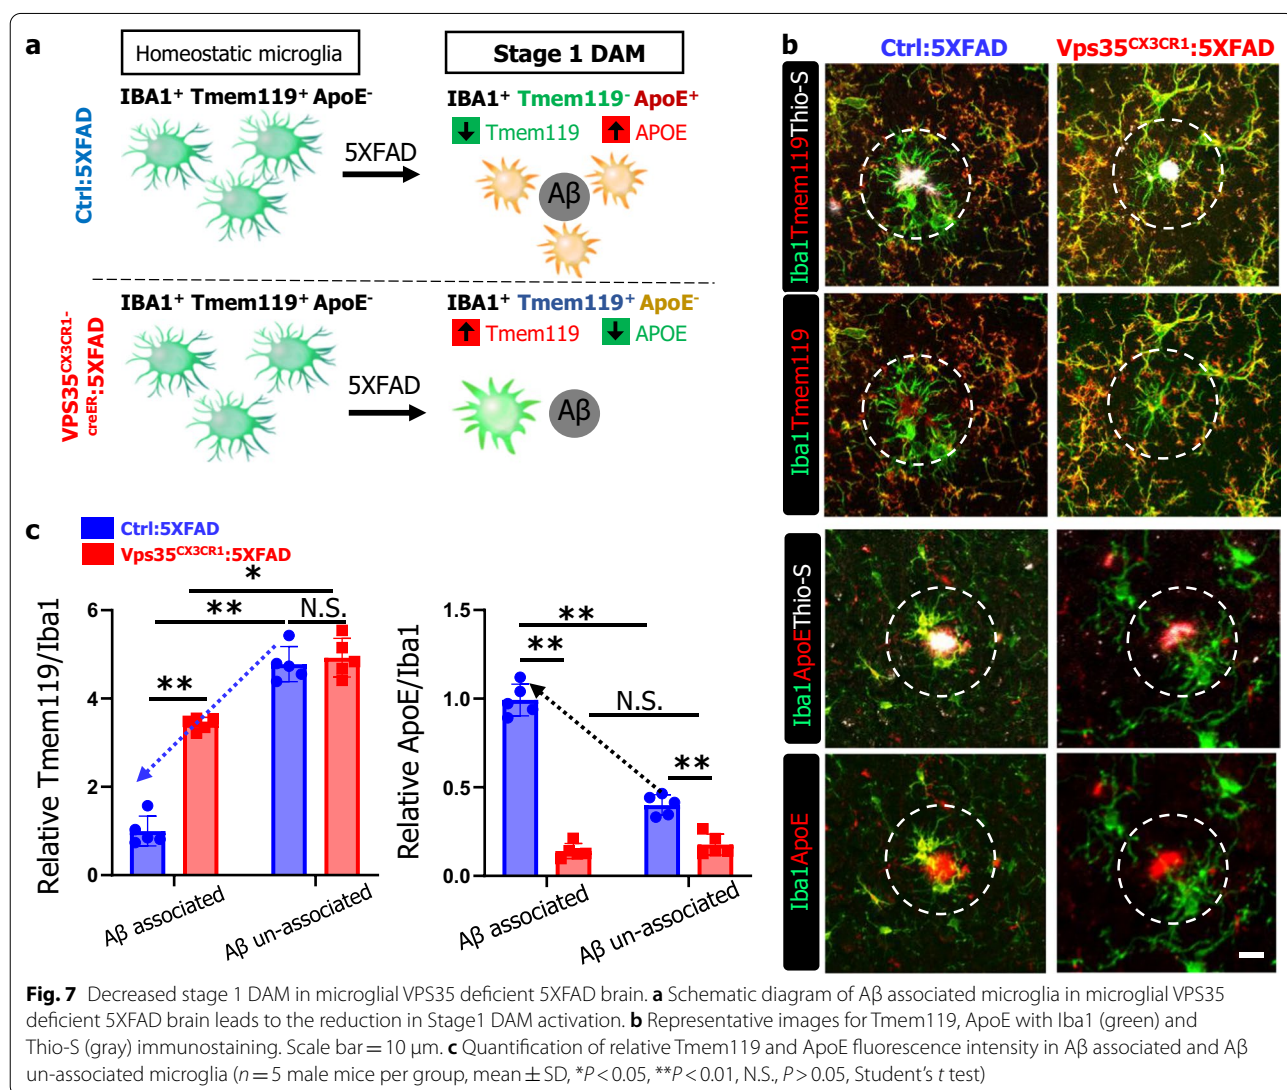 a
Homeostatic microglia
Stage 1 DAM
IBA1⁺ Tmem119⁺ ApoE⁻
IBA1⁺ Tmem119⁻ ApoE⁺
Tmem119
APOE
5XFAD
Aβ
Ctrl:5XFAD
IBA1⁺ Tmem119⁺ ApoE⁻
IBA1⁺ Tmem119⁺ ApoE⁻
Tmem119
APOE
5XFAD
Aβ
VPS35CX3CR1-
creER:5XFAD
b
Ctrl:5XFAD
Vps35CX3CR1:5XFAD
Iba1Tmem119Thio-S
Iba1Tmem119
Iba1ApoEThio-S
Iba1ApoE
c
Ctrl:5XFAD
Vps35CX3CR1:5XFAD
Relative Tmem119/Iba1
6
4
2
0
*
**
N.S.
**
Aβ associated
Aβ un-associated
Relative ApoE/Iba1
1.5
1.0
0.5
0.0
**
**
N.S.
**
Aβ associated
Aβ un-associated
Fig. 7 Decreased stage 1 DAM in microglial VPS35 deficient 5XFAD brain. a Schematic diagram of Aβ associated microglia in microglial VPS35
deficient 5XFAD brain leads to the reduction in Stage1 DAM activation. b Representative images for Tmem119, ApoE with Iba1 (green) and
Thio-S (gray) immunostaining. Scale bar = 10 μm. c Quantification of relative Tmem119 and ApoE fluorescence intensity in Aβ associated and Aβ
un-associated microglia (n = 5 male mice per group, mean ± SD, *P < 0.05, **P < 0.01, N.S., P > 0.05, Student's t test)